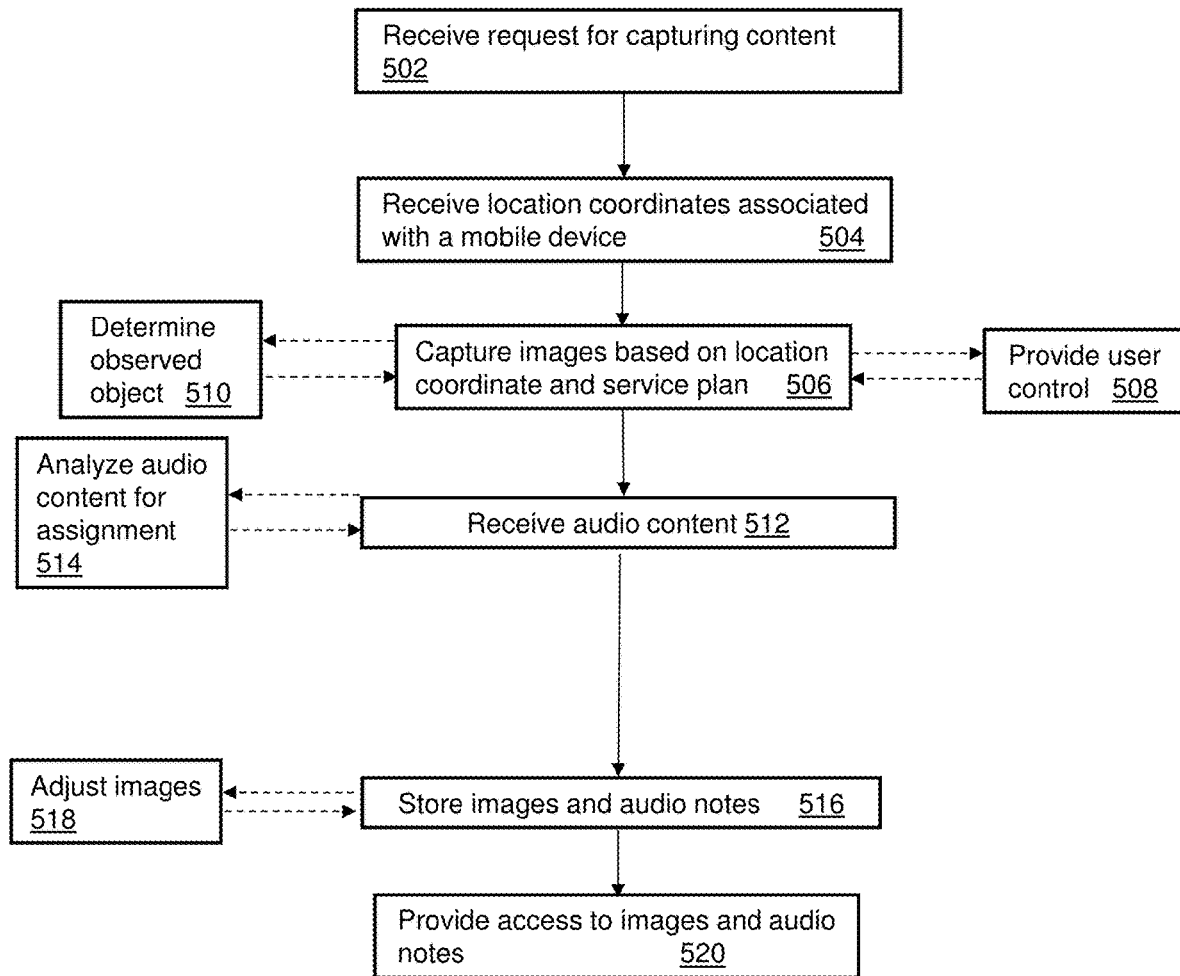 Receive request for capturing content
502
Receive location coordinates associated
with a mobile device 504
Determine
observed
object 510
Capture images based on location
coordinate and service plan 506
Provide user
control 508
Analyze audio
content for
assignment
514
Receive audio content 512
Adjust images
518
Store images and audio notes 516
Provide access to images and audio
notes 520